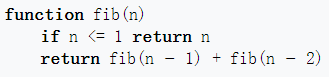 function fib(n)
    if n <= 1 return n
    return fib(n − 1) + fib(n − 2)